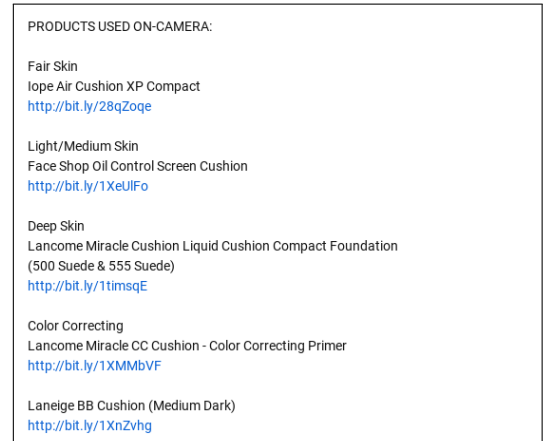 PRODUCTS USED ON-CAMERA:
Fair Skin
Iope Air Cushion XP Compact
http://bit.ly/28qZoqe
Light/Medium Skin
Face Shop Oil Control Screen Cushion
http://bit.ly/1XeUlFo
Deep Skin
Lancome Miracle Cushion Liquid Cushion Compact Foundation
(500 Suede & 555 Suede)
http://bit.ly/1timsqE
Color Correcting
Lancome Miracle CC Cushion - Color Correcting Primer
http://bit.ly/1XMMbVF
Laneige BB Cushion (Medium Dark)
http://bit.ly/1XnZvhg